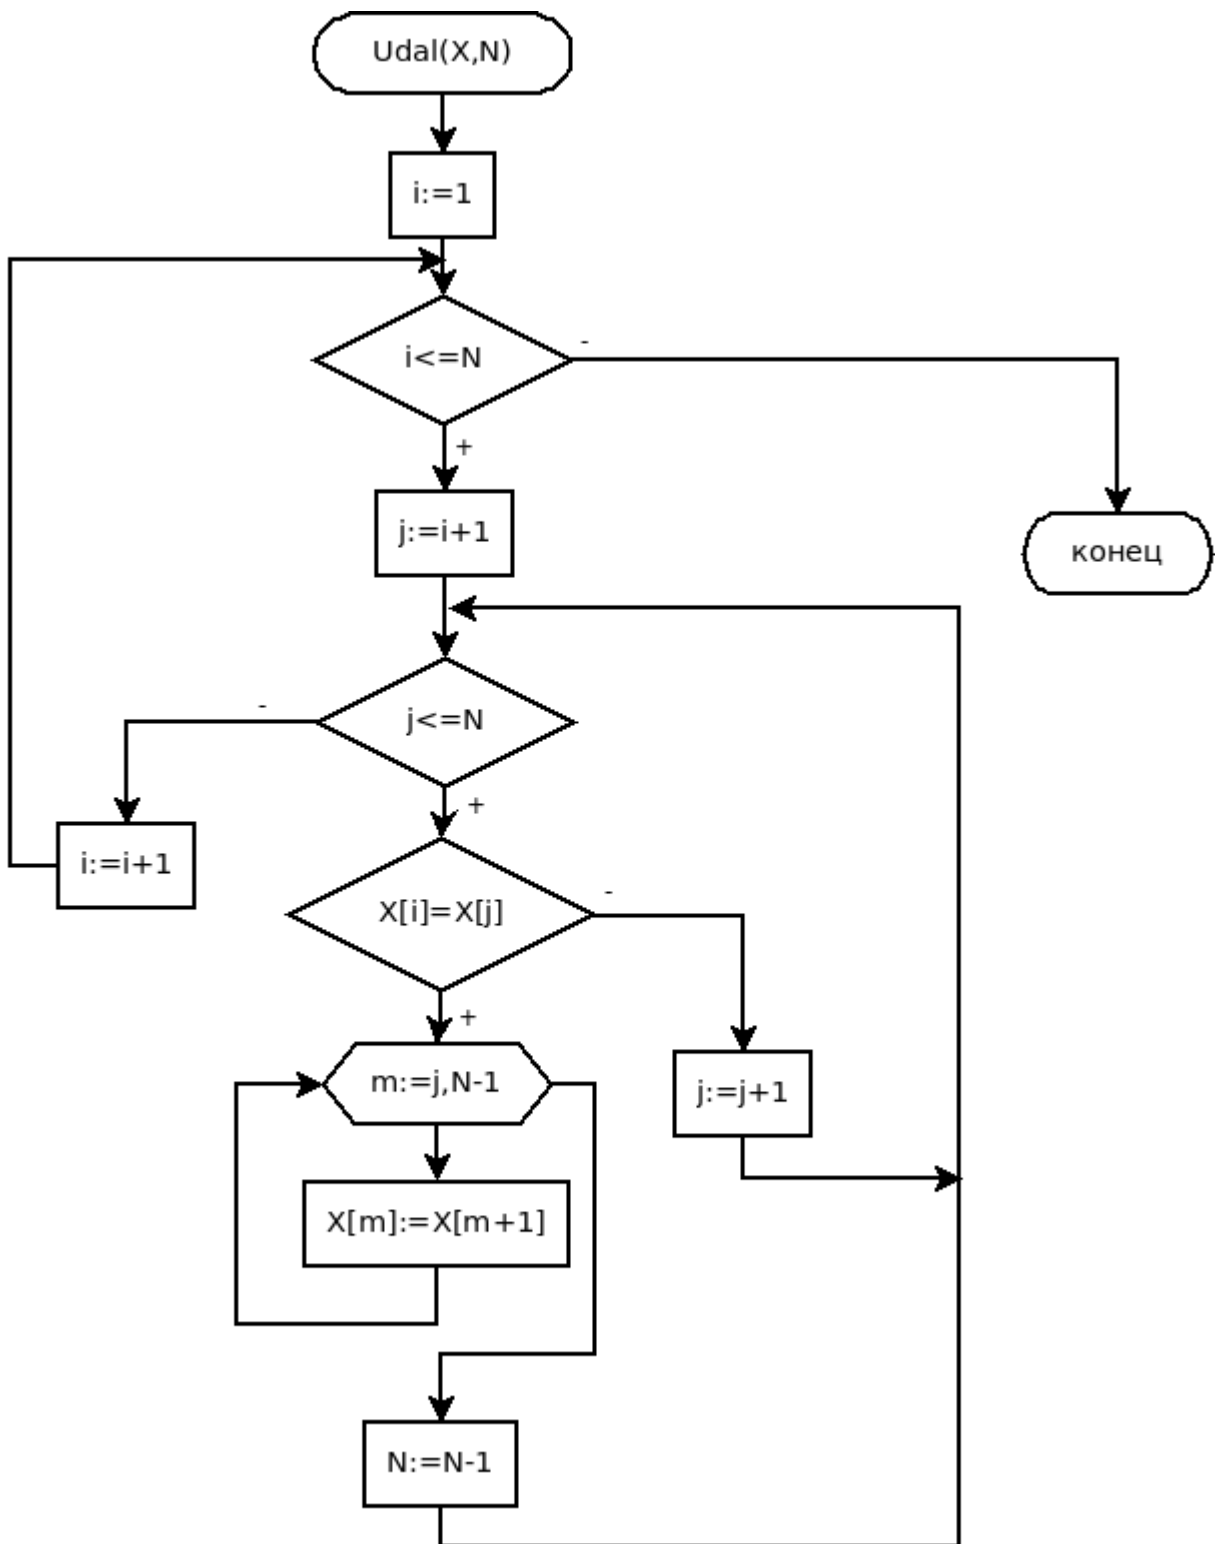 Udal(X,N)
i:=1
i<=N
-
+
j:=i+1
конец
j<=N
-
+
i:=i+1
X[i]=X[j]
-
+
m:=j,N-1
j:=j+1
X[m]:=X[m+1]
N:=N-1